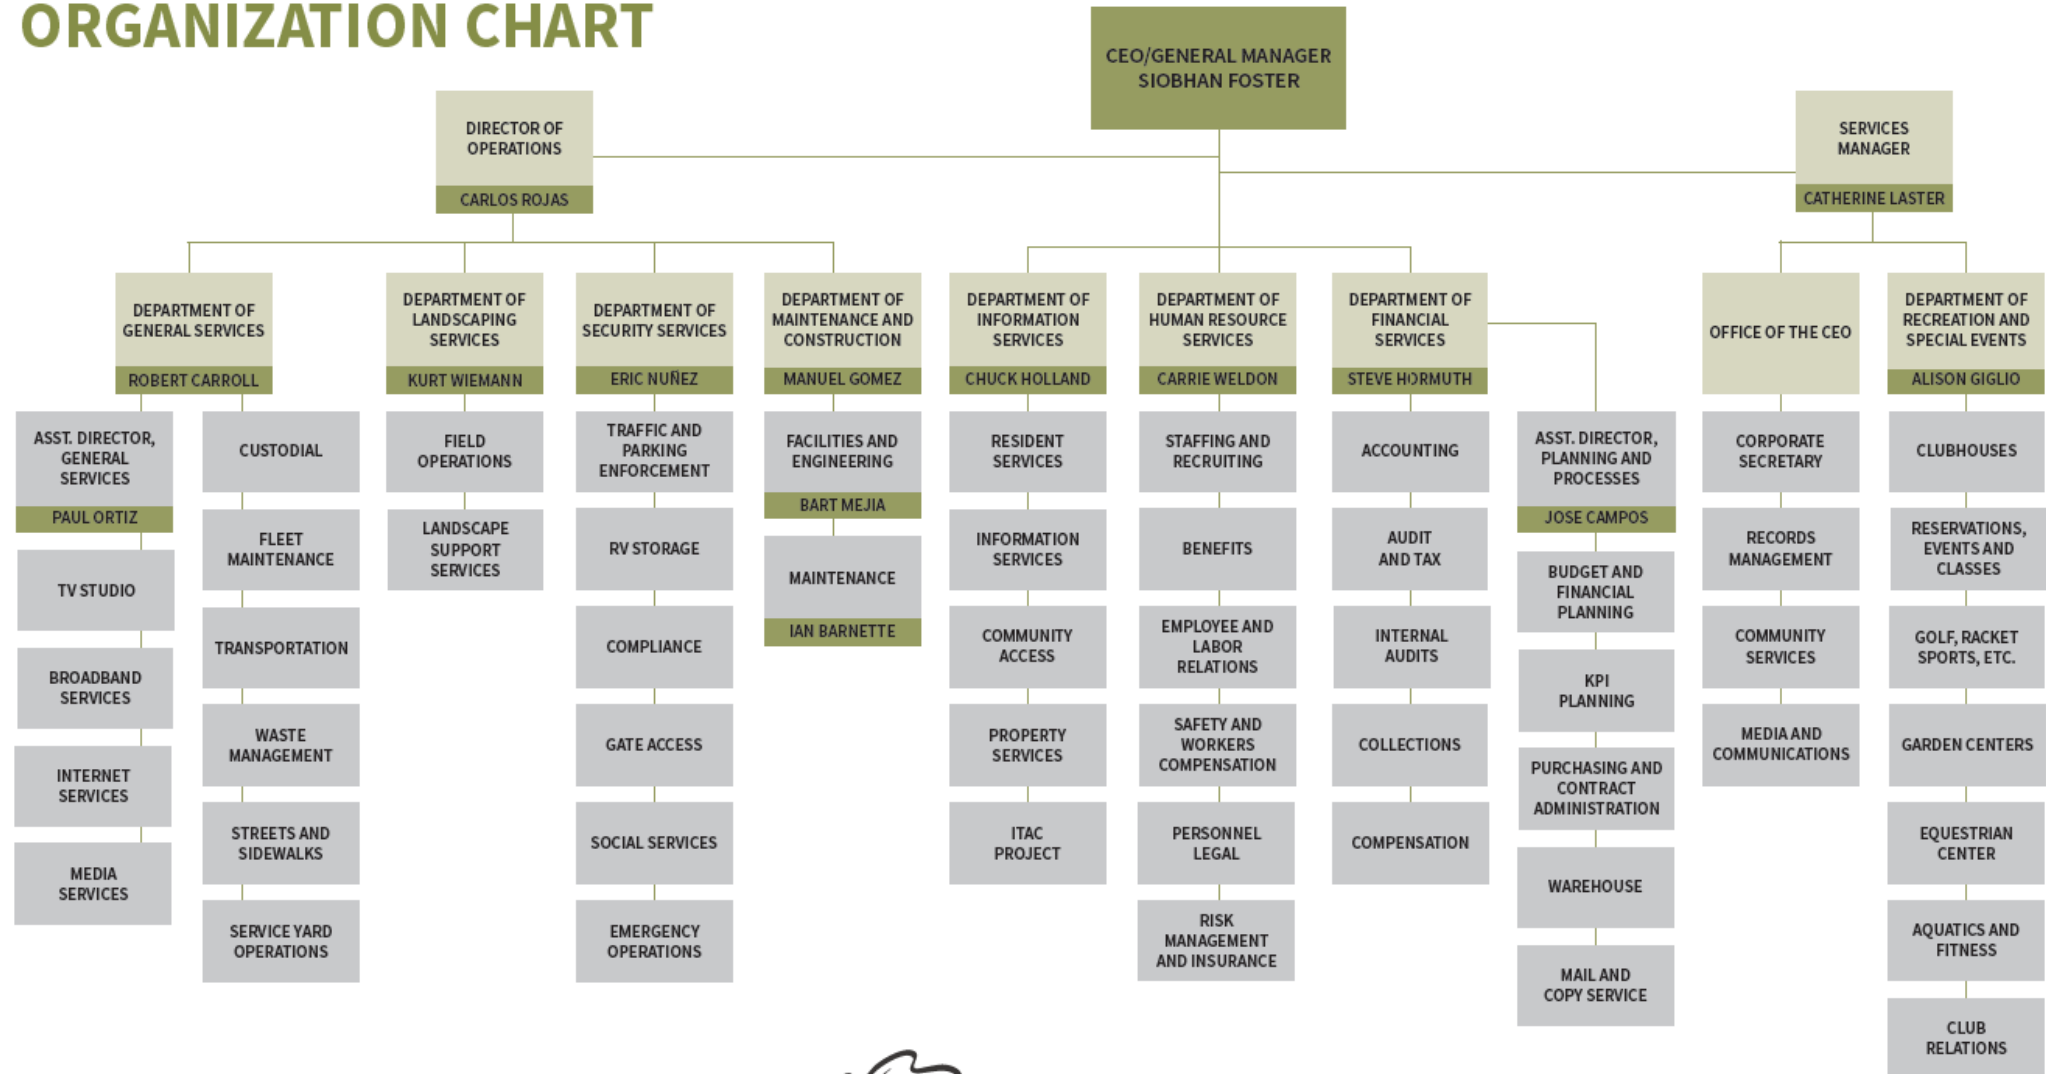 ORGANIZATION CHART
CEO/GENERAL MANAGER
SIOBHAN FOSTER
DIRECTOR OF
OPERATIONS
CARLOS ROJAS
SERVICES
MANAGER
CATHERINE LASTER
DEPARTMENT OF
GENERAL SERVICES
ROBERT CARROLL
ASST. DIRECTOR,
GENERAL
SERVICES
PAUL ORTIZ
TV STUDIO
BROADBAND
SERVICES
INTERNET
SERVICES
MEDIA
SERVICES
CUSTODIAL
FLEET
MAINTENANCE
TRANSPORTATION
WASTE
MANAGEMENT
STREETS AND
SIDEWALKS
SERVICE YARD
OPERATIONS
DEPARTMENT OF
LANDSCAPING
SERVICES
KURT WIEMANN
FIELD
OPERATIONS
LANDSCAPE
SUPPORT
SERVICES
DEPARTMENT OF
SECURITY SERVICES
ERIC NUÑEZ
TRAFFIC AND
PARKING
ENFORCEMENT
RV STORAGE
COMPLIANCE
GATE ACCESS
SOCIAL SERVICES
EMERGENCY
OPERATIONS
DEPARTMENT OF
MAINTENANCE AND
CONSTRUCTION
MANUEL GOMEZ
FACILITIES AND
ENGINEERING
BART MEJIA
MAINTENANCE
IAN BARNETTE
DEPARTMENT OF
INFORMATION
SERVICES
CHUCK HOLLAND
RESIDENT
SERVICES
INFORMATION
SERVICES
COMMUNITY
ACCESS
PROPERTY
SERVICES
ITAC
PROJECT
DEPARTMENT OF
HUMAN RESOURCE
SERVICES
CARRIE WELDON
STAFFING AND
RECRUITING
BENEFITS
EMPLOYEE AND
LABOR
RELATIONS
SAFETY AND
WORKERS
COMPENSATION
PERSONNEL
LEGAL
RISK
MANAGEMENT
AND INSURANCE
DEPARTMENT OF
FINANCIAL
SERVICES
STEVE HORMUTH
ACCOUNTING
AUDIT
AND TAX
INTERNAL
AUDITS
COLLECTIONS
COMPENSATION
ASST. DIRECTOR,
PLANNING AND
PROCESSES
JOSE CAMPOS
BUDGET AND
FINANCIAL
PLANNING
KPI
PLANNING
PURCHASING AND
CONTRACT
ADMINISTRATION
WAREHOUSE
MAIL AND
COPY SERVICE
OFFICE OF THE CEO
CORPORATE
SECRETARY
RECORDS
MANAGEMENT
COMMUNITY
SERVICES
MEDIA AND
COMMUNICATIONS
DEPARTMENT OF
RECREATION AND
SPECIAL EVENTS
ALISON GIGLIO
CLUBHOUSES
RESERVATIONS,
EVENTS AND
CLASSES
GOLF, RACKET
SPORTS, ETC.
GARDEN CENTERS
EQUESTRIAN
CENTER
AQUATICS AND
FITNESS
CLUB
RELATIONS